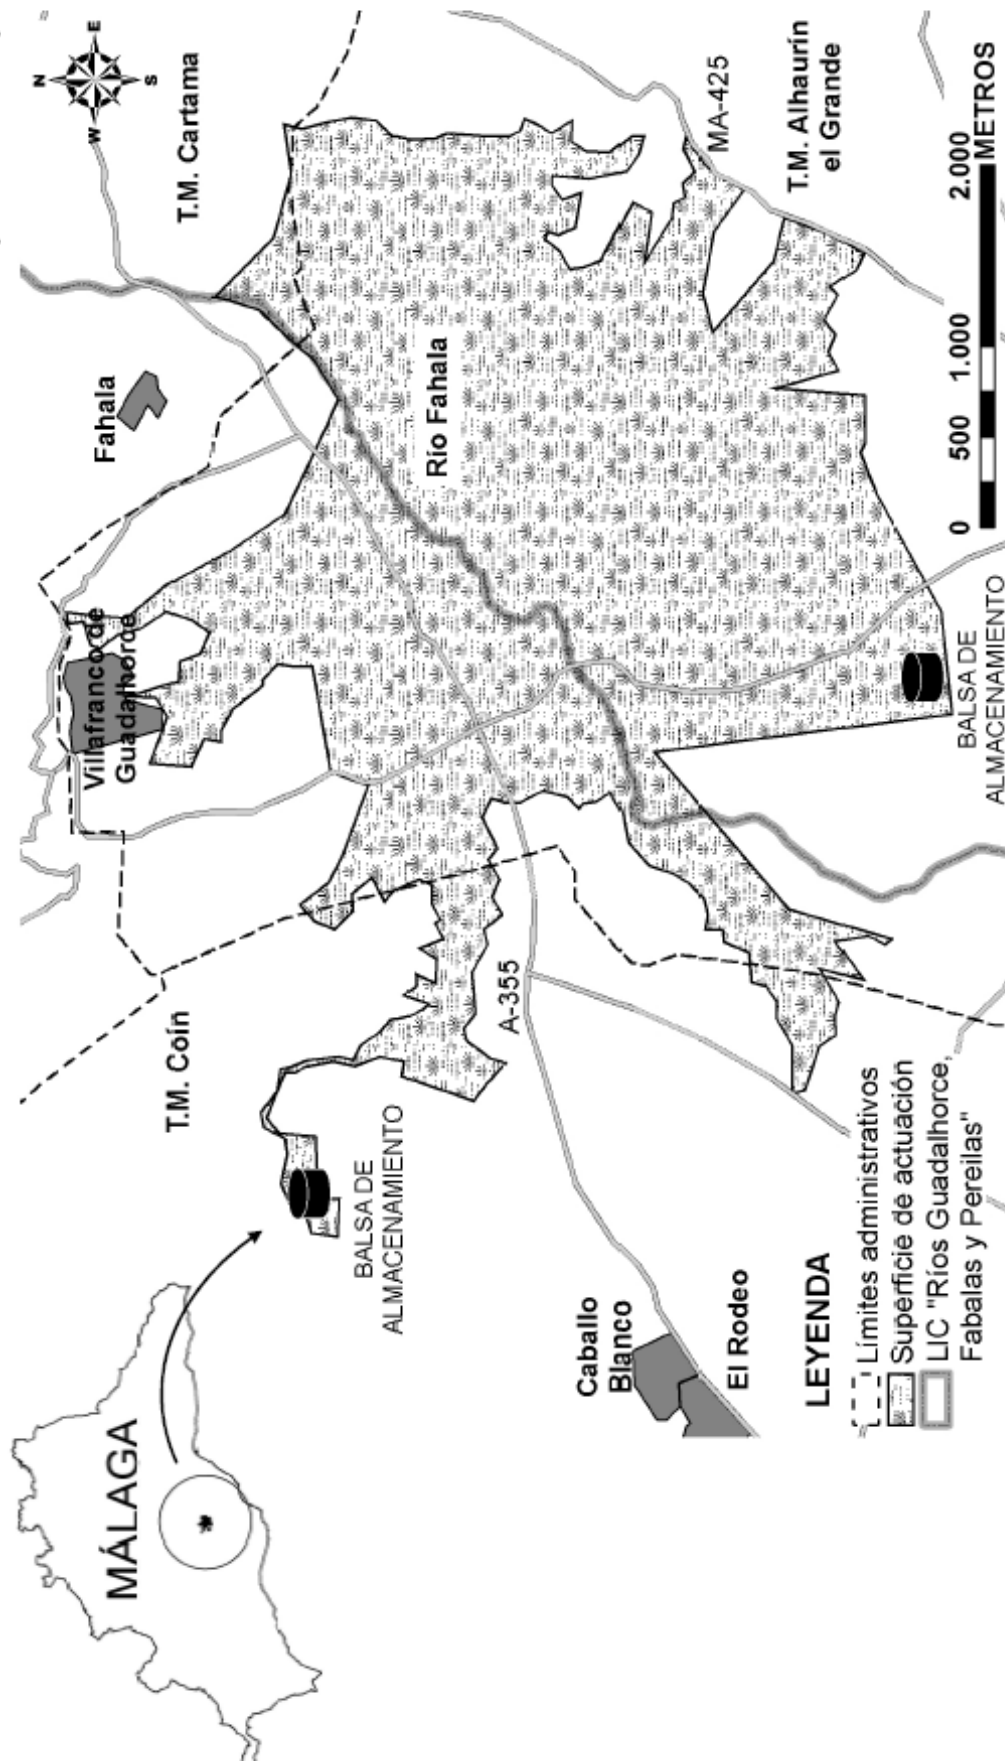 MÁLAGA
N
E
S
W
T.M. Cartama
Fahala
Villafranco de
Guadalhorce
T.M. Coín
BALSA DE
ALMACENAMIENTO
A-355
Río Fahala
MA-425
T.M. Alhaurín
el Grande
Caballo
Blanco
El Rodeo
BALSA DE
ALMACENAMIENTO
LEYENDA
Límites administrativos
Superficie de actuación
LIC "Ríos Guadalhorce,
Fabalas y Pereilas"
0 500 1.000 2.000
METROS